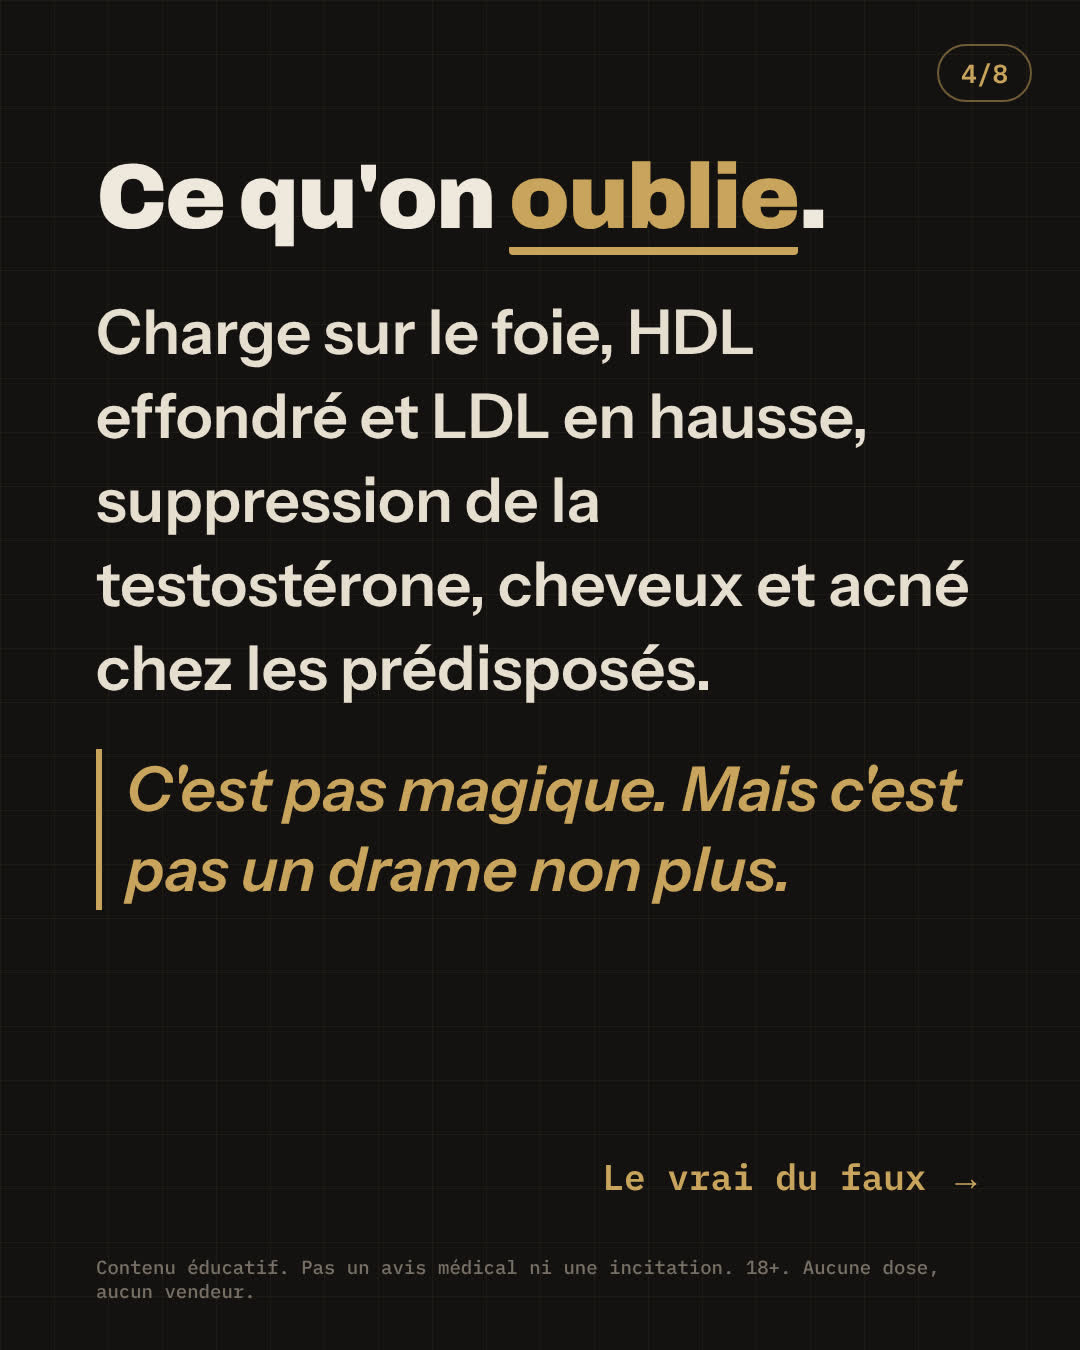 4/8
Ce qu'on oublie.
Charge sur le foie, HDL
effondré et LDL en hausse,
suppression de la
testostérone, cheveux et acné
chez les prédisposés.
C'est pas magique. Mais c'est
pas un drame non plus.
Le vrai du faux →
Contenu éducatif. Pas un avis médical ni une incitation. 18+. Aucune dose,
aucun vendeur.